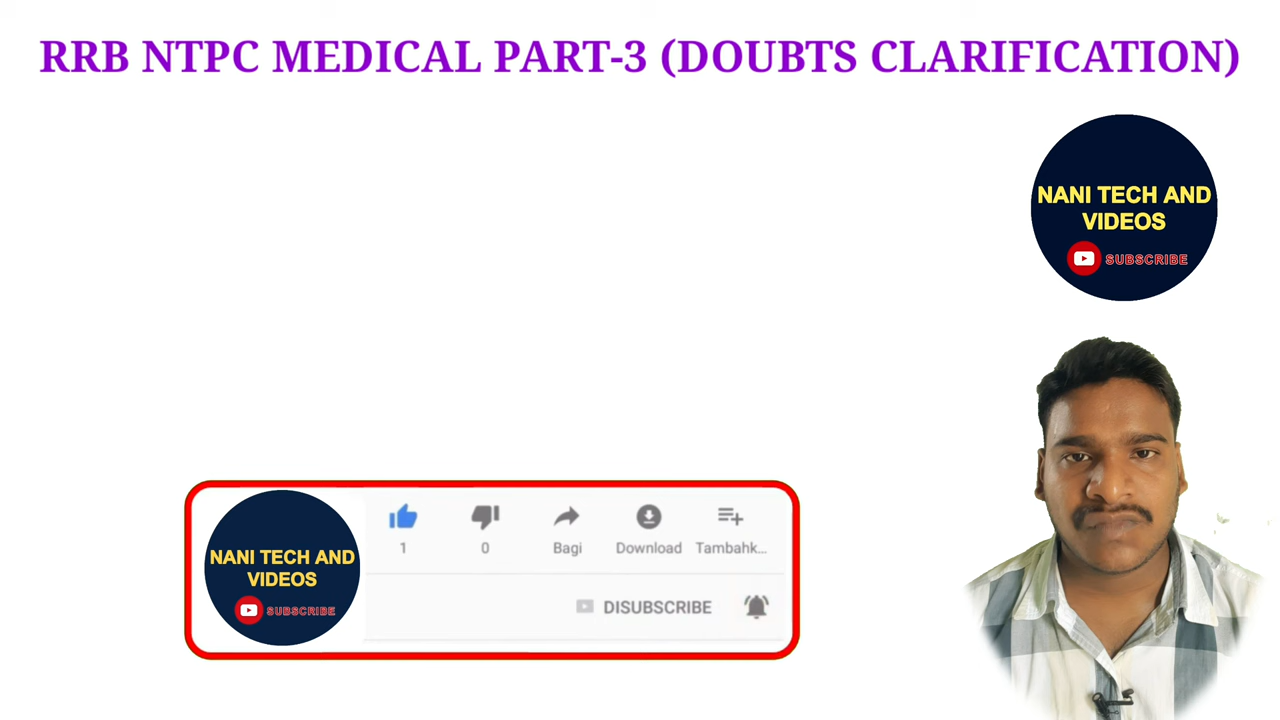 RRB NTPC MEDICAL PART-3 (DOUBTS CLARIFICATION)
NANI TECH AND
VIDEOS
SUBSCRIBE
NANI TECH AND
VIDEOS
SUBSCRIBE
1
0
Bagi
Download
Tambahk...
DISUBSCRIBE